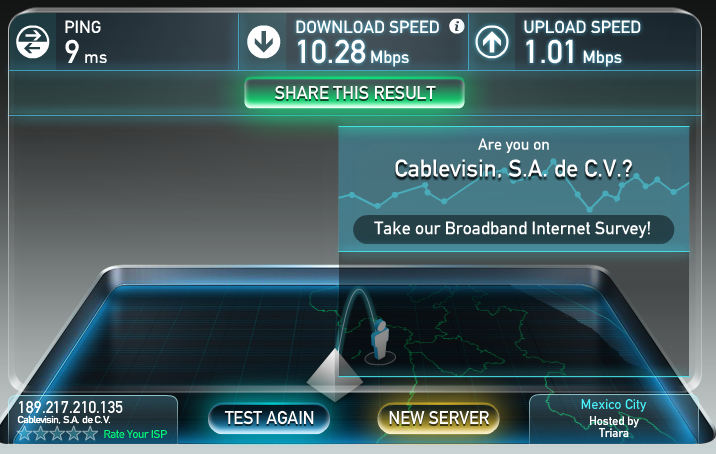 PING
9 ms
DOWNLOAD SPEED
10.28 Mbps
UPLOAD SPEED
1.01 Mbps
SHARE THIS RESULT
Are you on
Cablevisin, S.A. de C.V.?
Take our Broadband Internet Survey!
189.217.210.135
Cablevisin, S.A. de C.V.
Rate Your ISP
TEST AGAIN
NEW SERVER
Mexico City
Hosted by
Triara